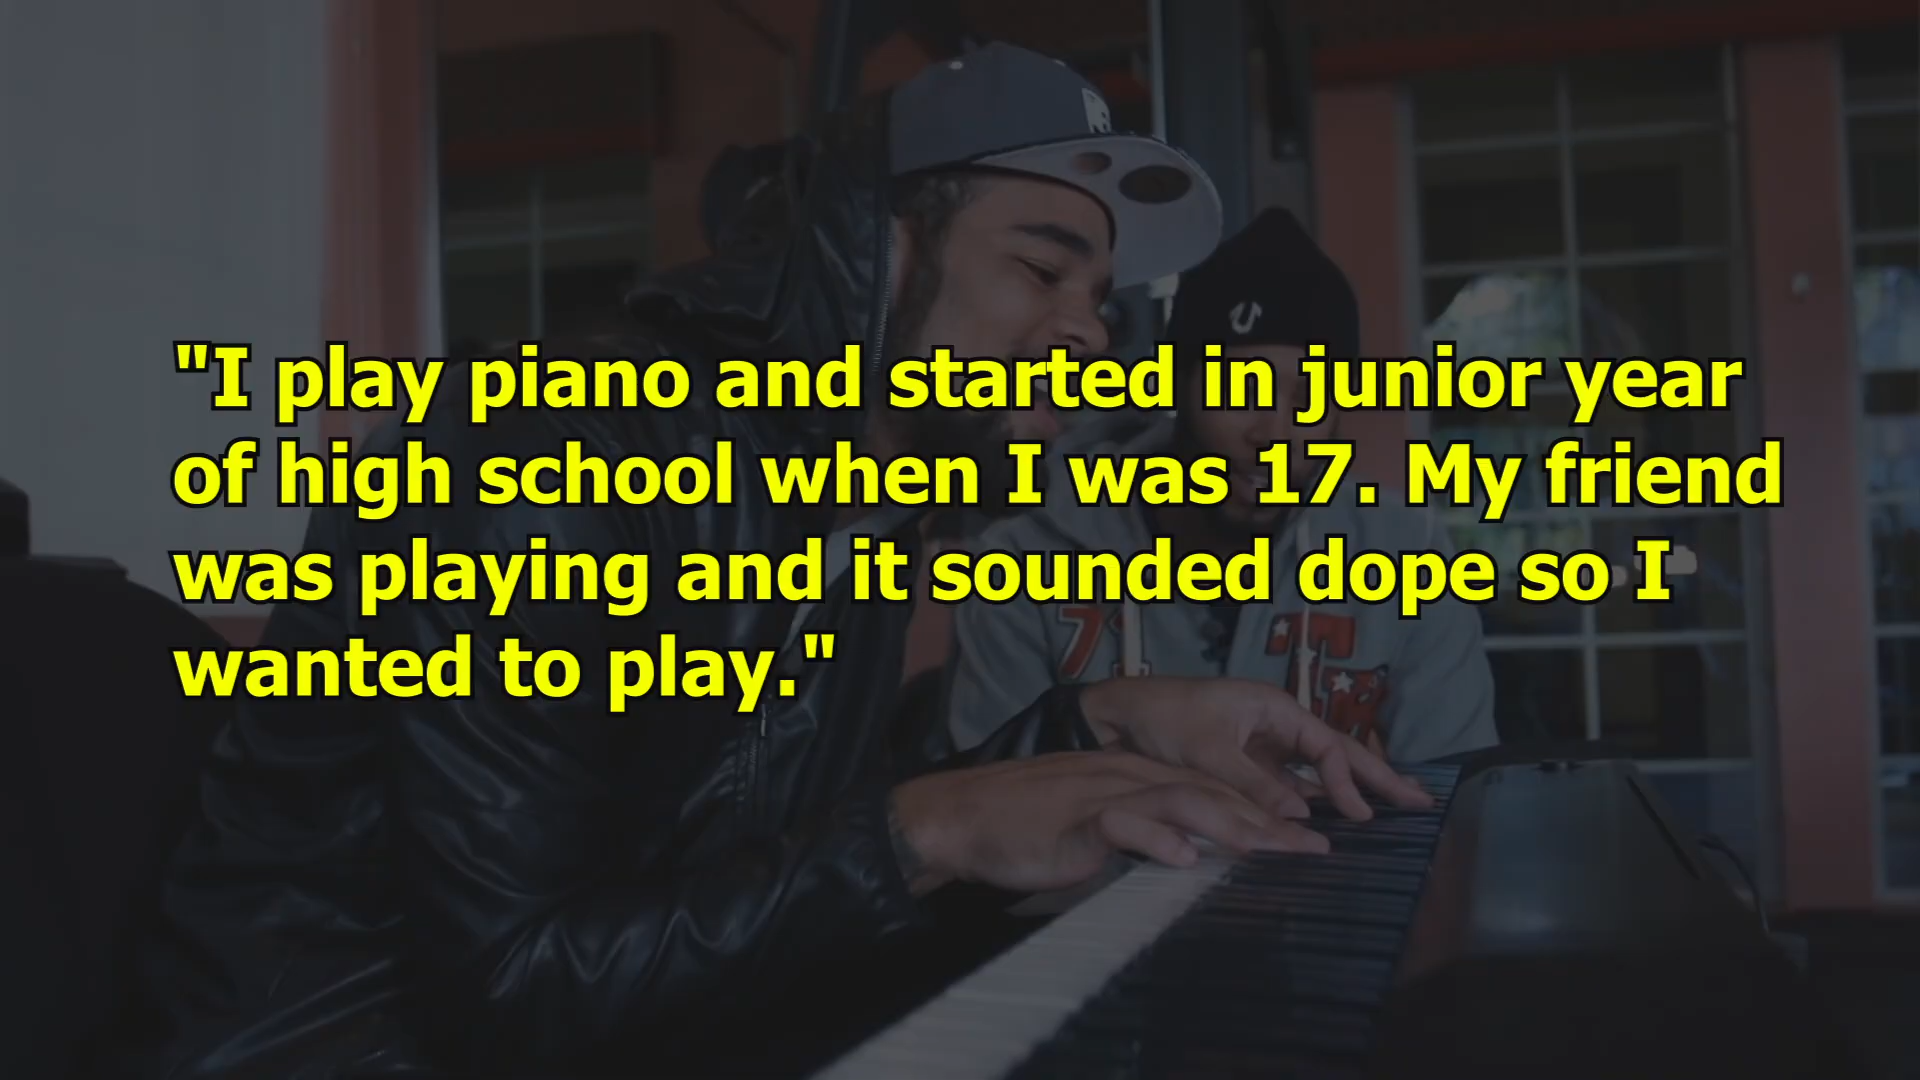 "I play piano and started in junior year
of high school when I was 17. My friend
was playing and it sounded dope so I
wanted to play."
71
T